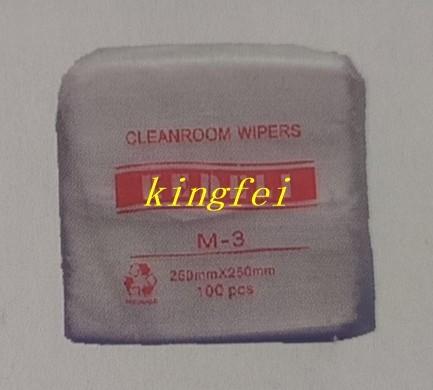 CLEANROOM WIPERS
kingfei
M-3
250mmX250mm
100 pcs